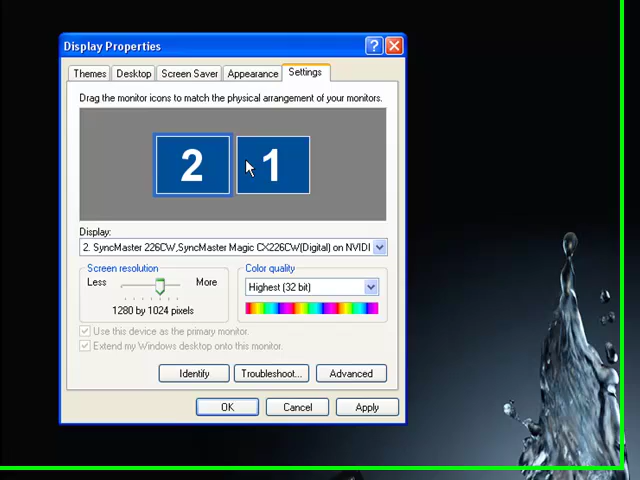 Display Properties
Themes Desktop Screen Saver Appearance Settings
Drag the monitor icons to match the physical arrangement of your monitors.
2 1
Display:
2. SyncMaster 226CW,SyncMaster Magic CX226CW(Digital) on NVIDI
Screen resolution
Less More
1280 by 1024 pixels
Color quality
Highest (32 bit)
Use this device as the primary monitor.
Extend my Windows desktop onto this monitor.
Identify Troubleshoot... Advanced
OK Cancel Apply